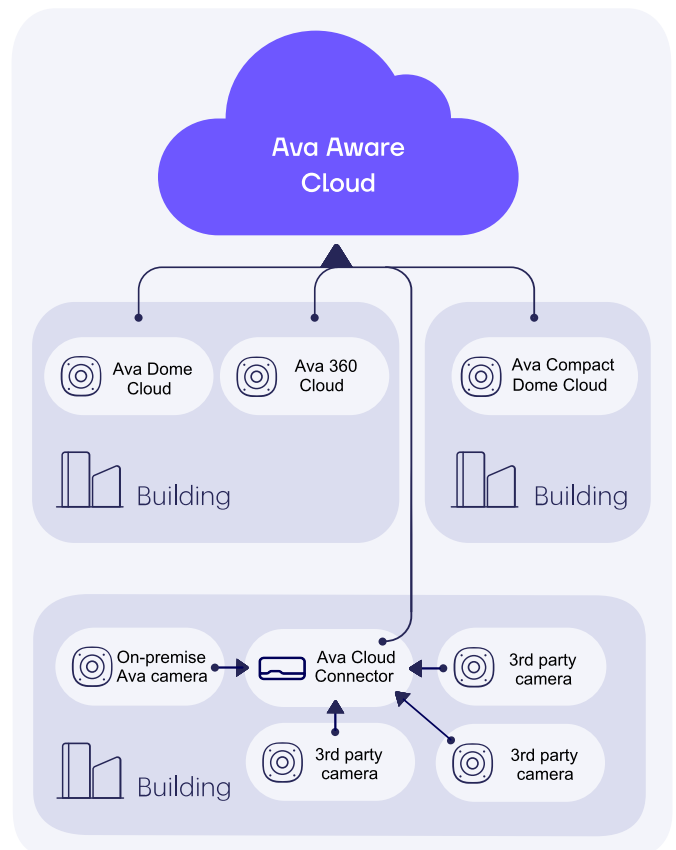 Ava Aware
Cloud
Ava Dome
Cloud
Ava 360
Cloud
Ava Compact
Dome Cloud
Building
Building
On-premise
Ava camera
Ava Cloud
Connector
3rd party
camera
3rd party
camera
3rd party
camera
Building